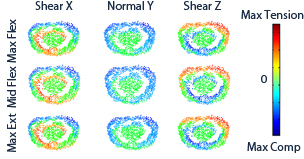 Shear X
Normal Y
Shear Z
Max Flex
Mid Flex
Max Ext
Max Tension
0
Max Comp